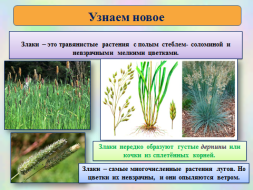 Узнаем новое
Злаки – это травянистые растения с полым стеблем- соломиной и
невзрачными мелкими цветками.
Злаки нередко образуют густые дернины или
кочки из сплетённых корней.
Злаки – самые многочисленные растения лугов. Но
цветки их невзрачны, и они опыляются ветром.